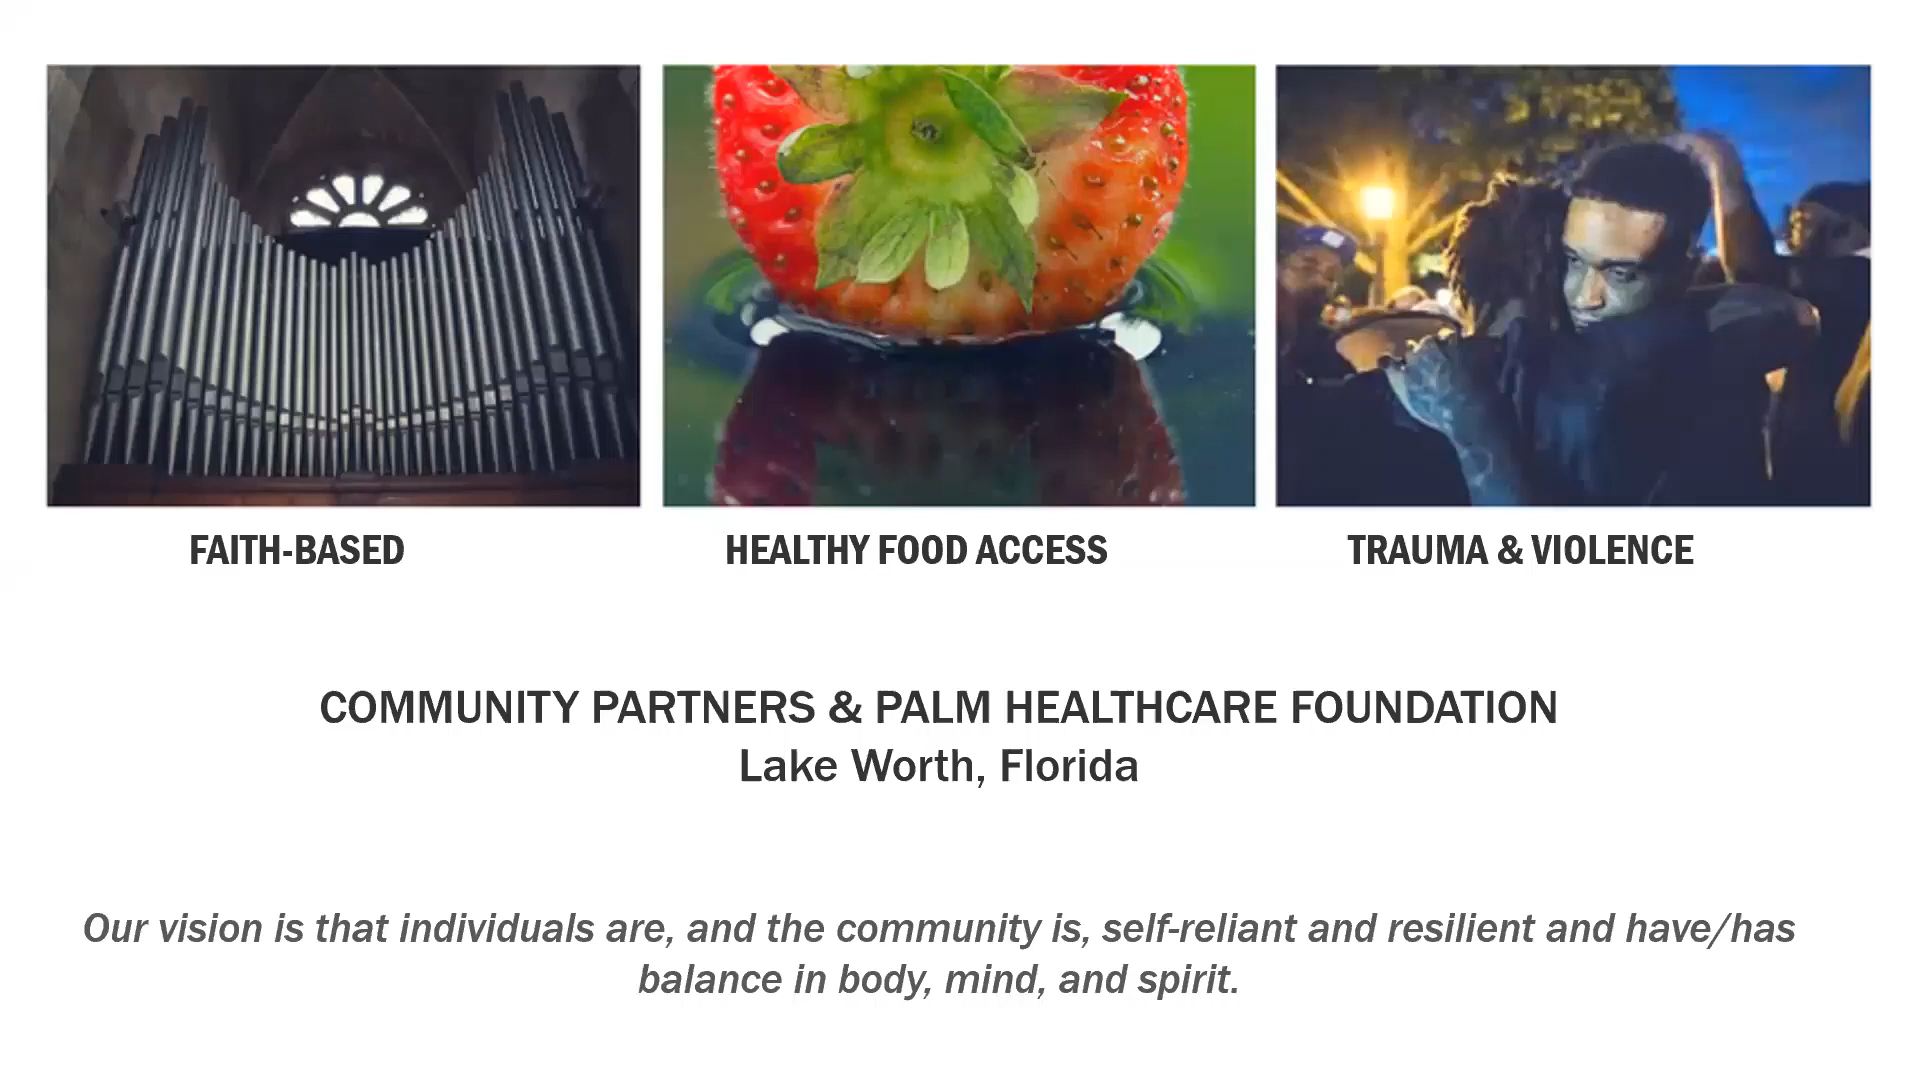 FAITH-BASED
HEALTHY FOOD ACCESS
TRAUMA & VIOLENCE
COMMUNITY PARTNERS & PALM HEALTHCARE FOUNDATION
Lake Worth, Florida
Our vision is that individuals are, and the community is, self-reliant and resilient and have/has
balance in body, mind, and spirit.